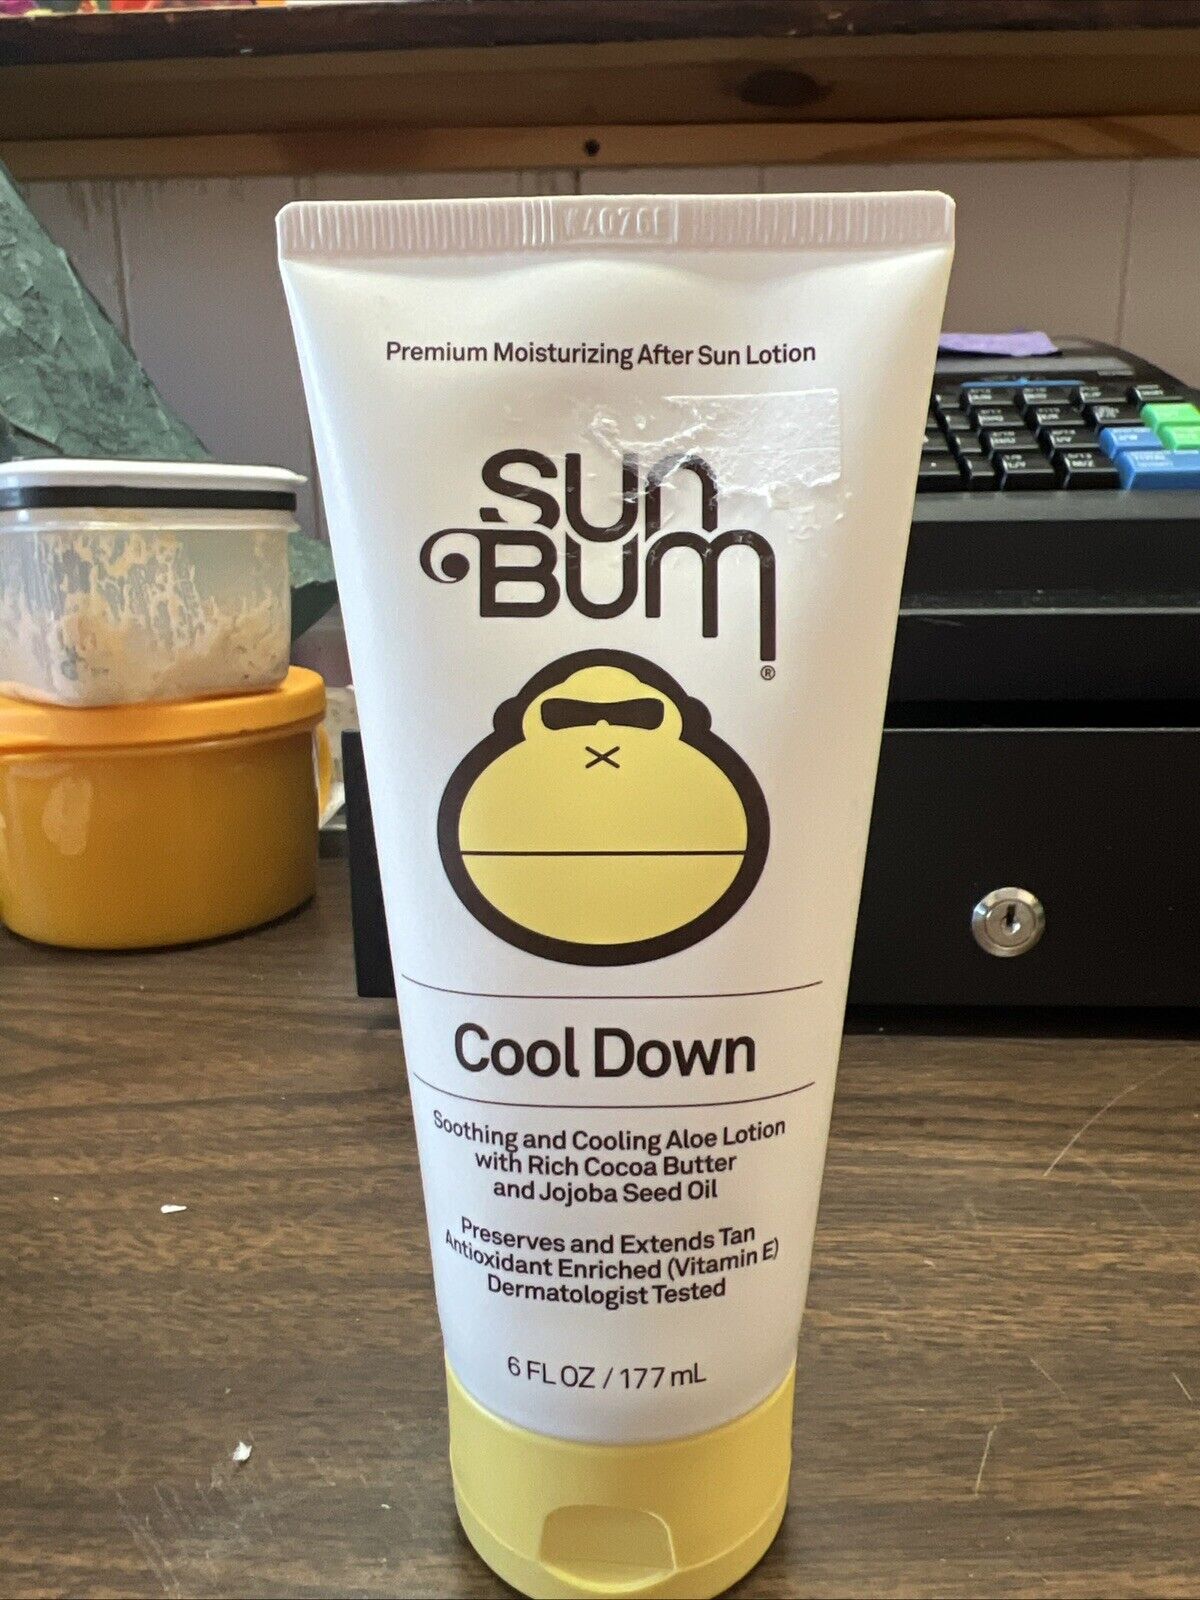 K4076E
Premium Moisturizing After Sun Lotion
sun
BUM
®
Cool Down
Soothing and Cooling Aloe Lotion
with Rich Cocoa Butter
and Jojoba Seed Oil
Preserves and Extends Tan
Antioxidant Enriched (Vitamin E)
Dermatologist Tested
6 FL OZ / 177 mL